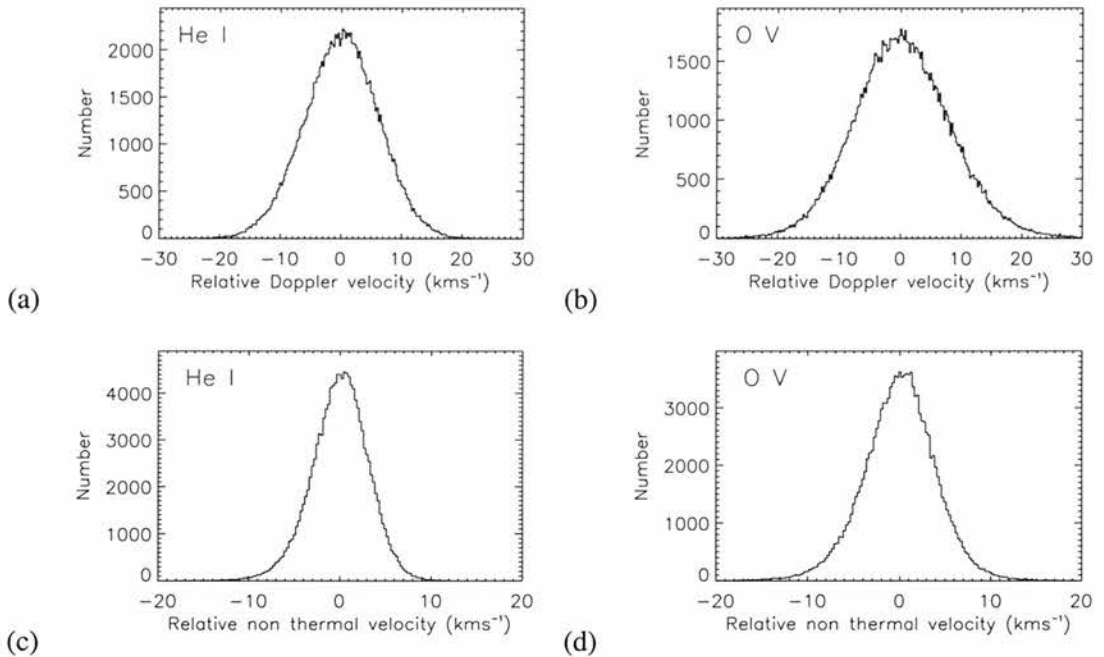 He I
2000
1500
1000
500
0
Number
-30 -20 -10 0 10 20 30
Relative Doppler velocity (kms⁻¹)
(a)
O V
1500
1000
500
0
Number
-30 -20 -10 0 10 20 30
Relative Doppler velocity (kms⁻¹)
(b)
He I
4000
3000
2000
1000
0
Number
-20 -10 0 10 20
Relative non thermal velocity (kms⁻¹)
(c)
O V
3000
2000
1000
0
Number
-20 -10 0 10 20
Relative non thermal velocity (kms⁻¹)
(d)